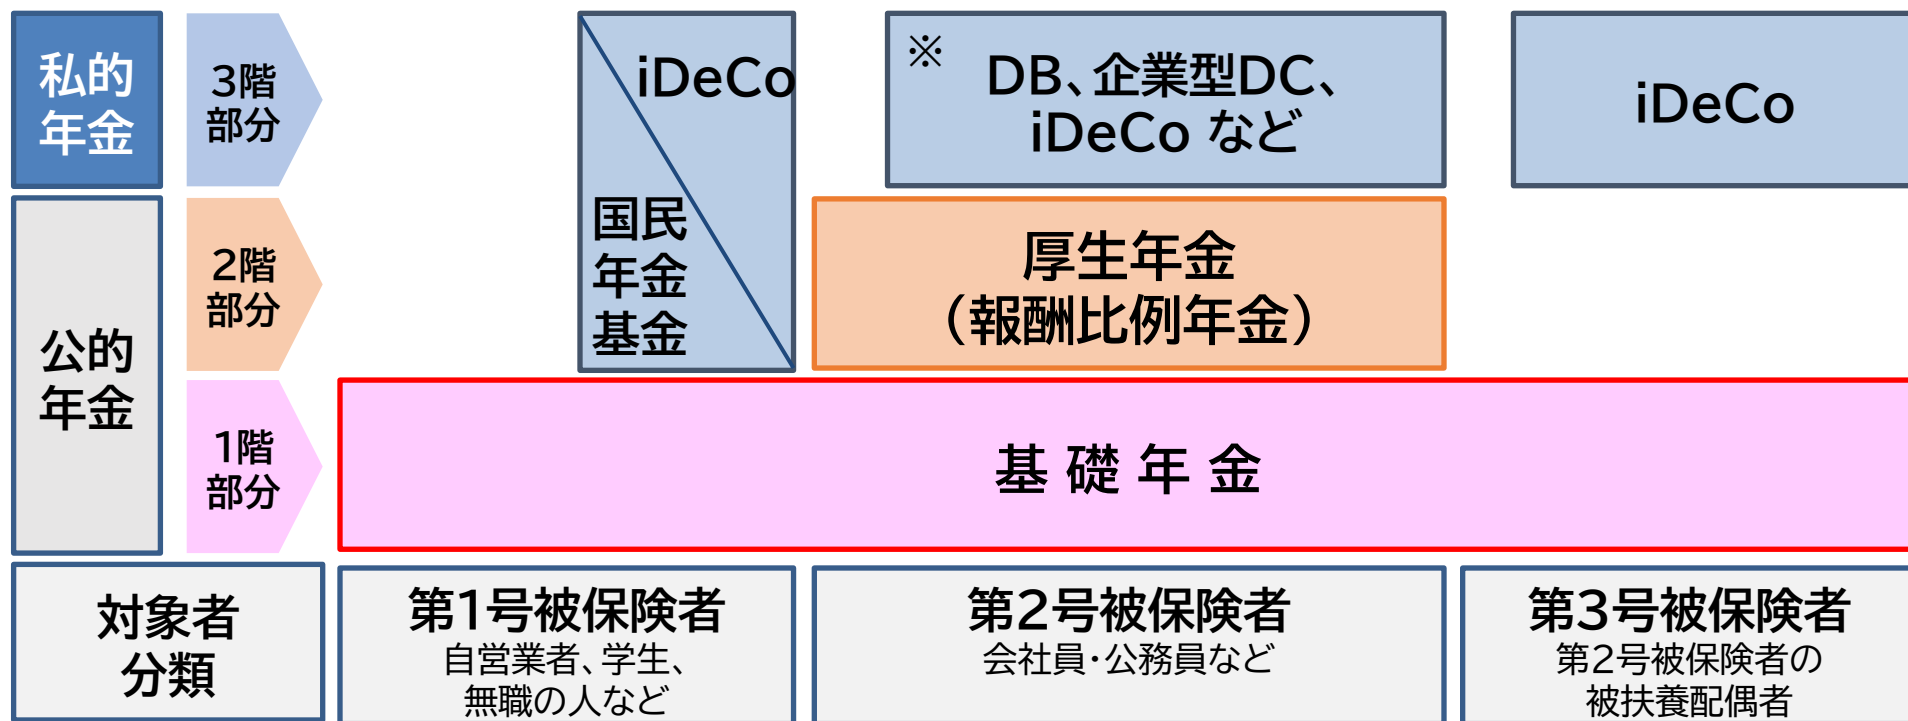 私的
年金
3階
部分
iDeCo
国民
年金
基金
※
DB、企業型DC、
iDeCo など
iDeCo
公的
年金
2階
部分
厚生年金
（報酬比例年金）
1階
部分
基 礎 年 金
対象者
分類
第1号被保険者
自営業者、学生、
無職の人など
第2号被保険者
会社員・公務員など
第3号被保険者
第2号被保険者の
被扶養配偶者